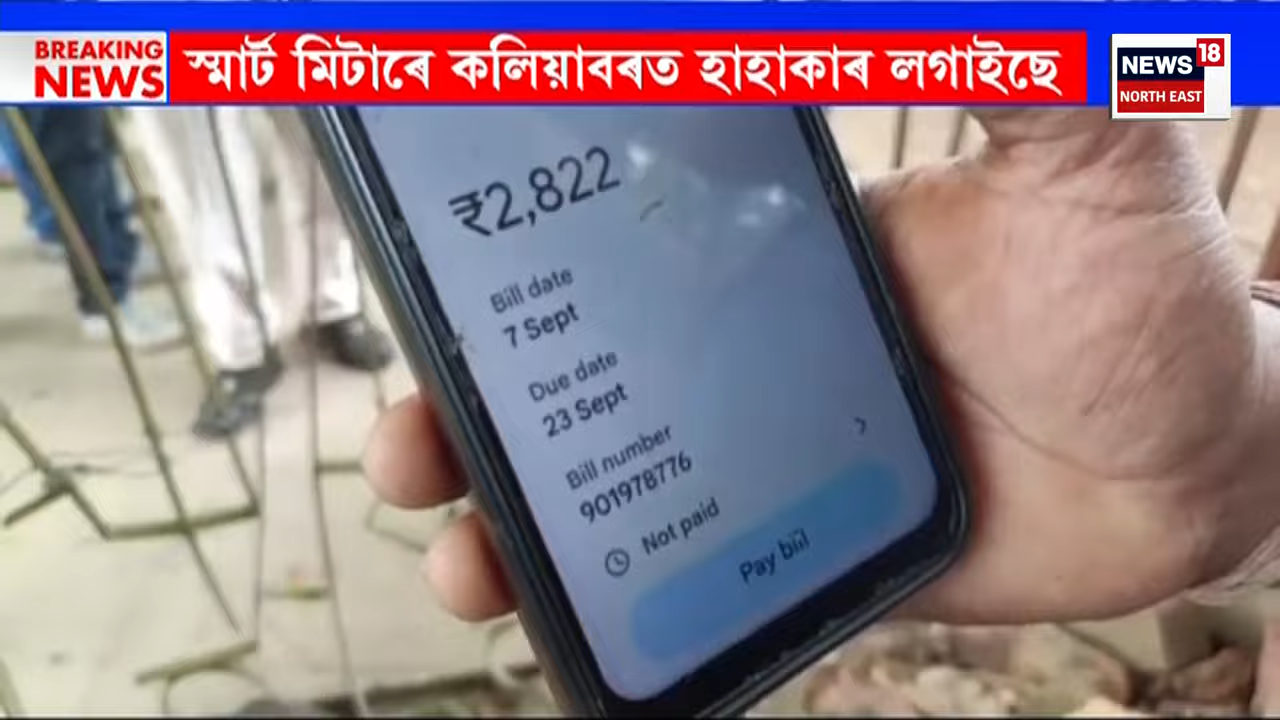 BREAKING
NEWS
স্মাৰ্ট মিটাৰে কলিয়াবৰত হাহাকাৰ লগাইছে
NEWS 18
NORTH EAST
₹2,822
Bill date
7 Sept
Due date
23 Sept
Bill number
901978776
Not paid
Pay bill